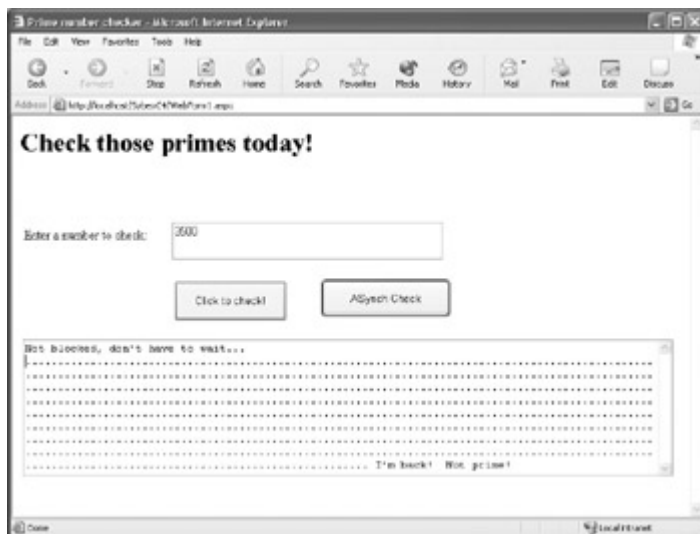 Prime number checker - Microsoft Internet Explorer
File Edit View Favorites Tools Help
Back Forward Stop Refresh Home Search Favorites Media History Mail Print Edit Discuss
Address Go
Check those primes today!
Enter a number to check: 3500
Click to check! ASynch Check
Not blocked, don't have to wait...
................................................................................
................................................................................
................................................................................
................................................................................
................................................................................
................................................................................
................................................................................
............................................ I'm back! Not prime!
Done Local intranet